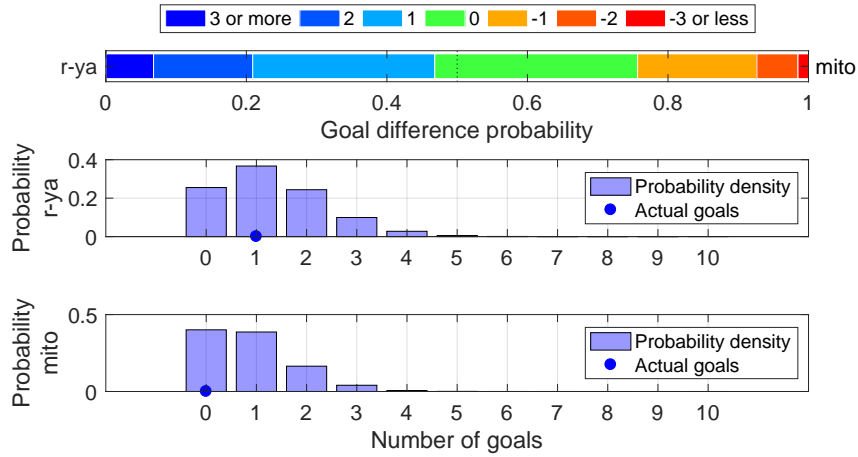 3 or more 2 1 0 -1 -2 -3 or less
r-ya mito
0 0.2 0.4 0.6 0.8 1
Goal difference probability
Probability
r-ya
0.4
0.2
0
Probability density
Actual goals
0 1 2 3 4 5 6 7 8 9 10
Probability
mito
0.5
0
Probability density
Actual goals
0 1 2 3 4 5 6 7 8 9 10
Number of goals